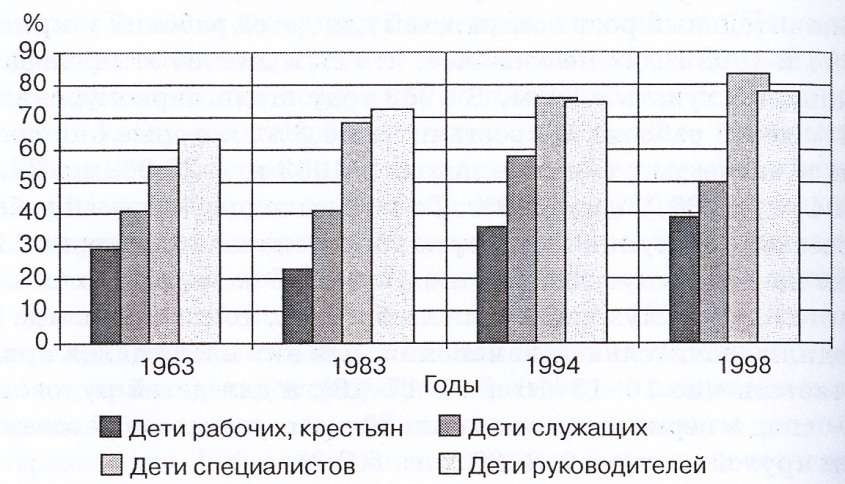 %
90
80
70
60
50
40
30
20
10
0
1963 1983 1994 1998
Годы
Дети рабочих, крестьян Дети служащих
Дети специалистов Дети руководителей